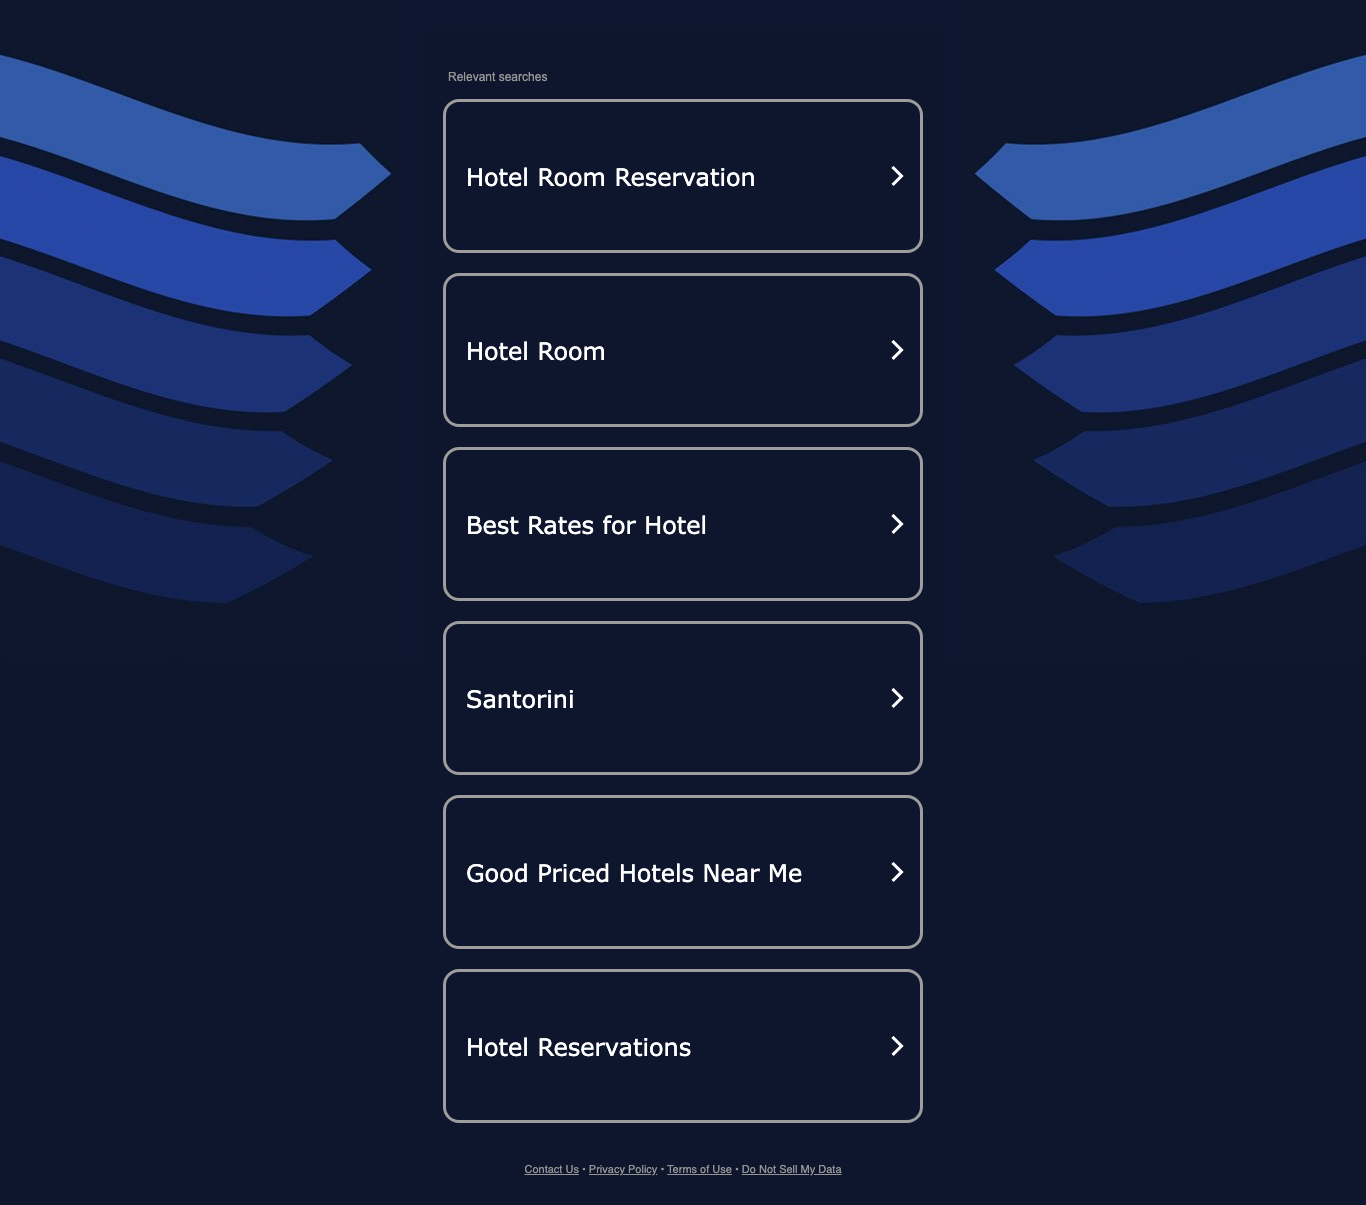 Relevant searches
Hotel Room Reservation
Hotel Room
Best Rates for Hotel
Santorini
Good Priced Hotels Near Me
Hotel Reservations
Contact Us • Privacy Policy • Terms of Use • Do Not Sell My Data